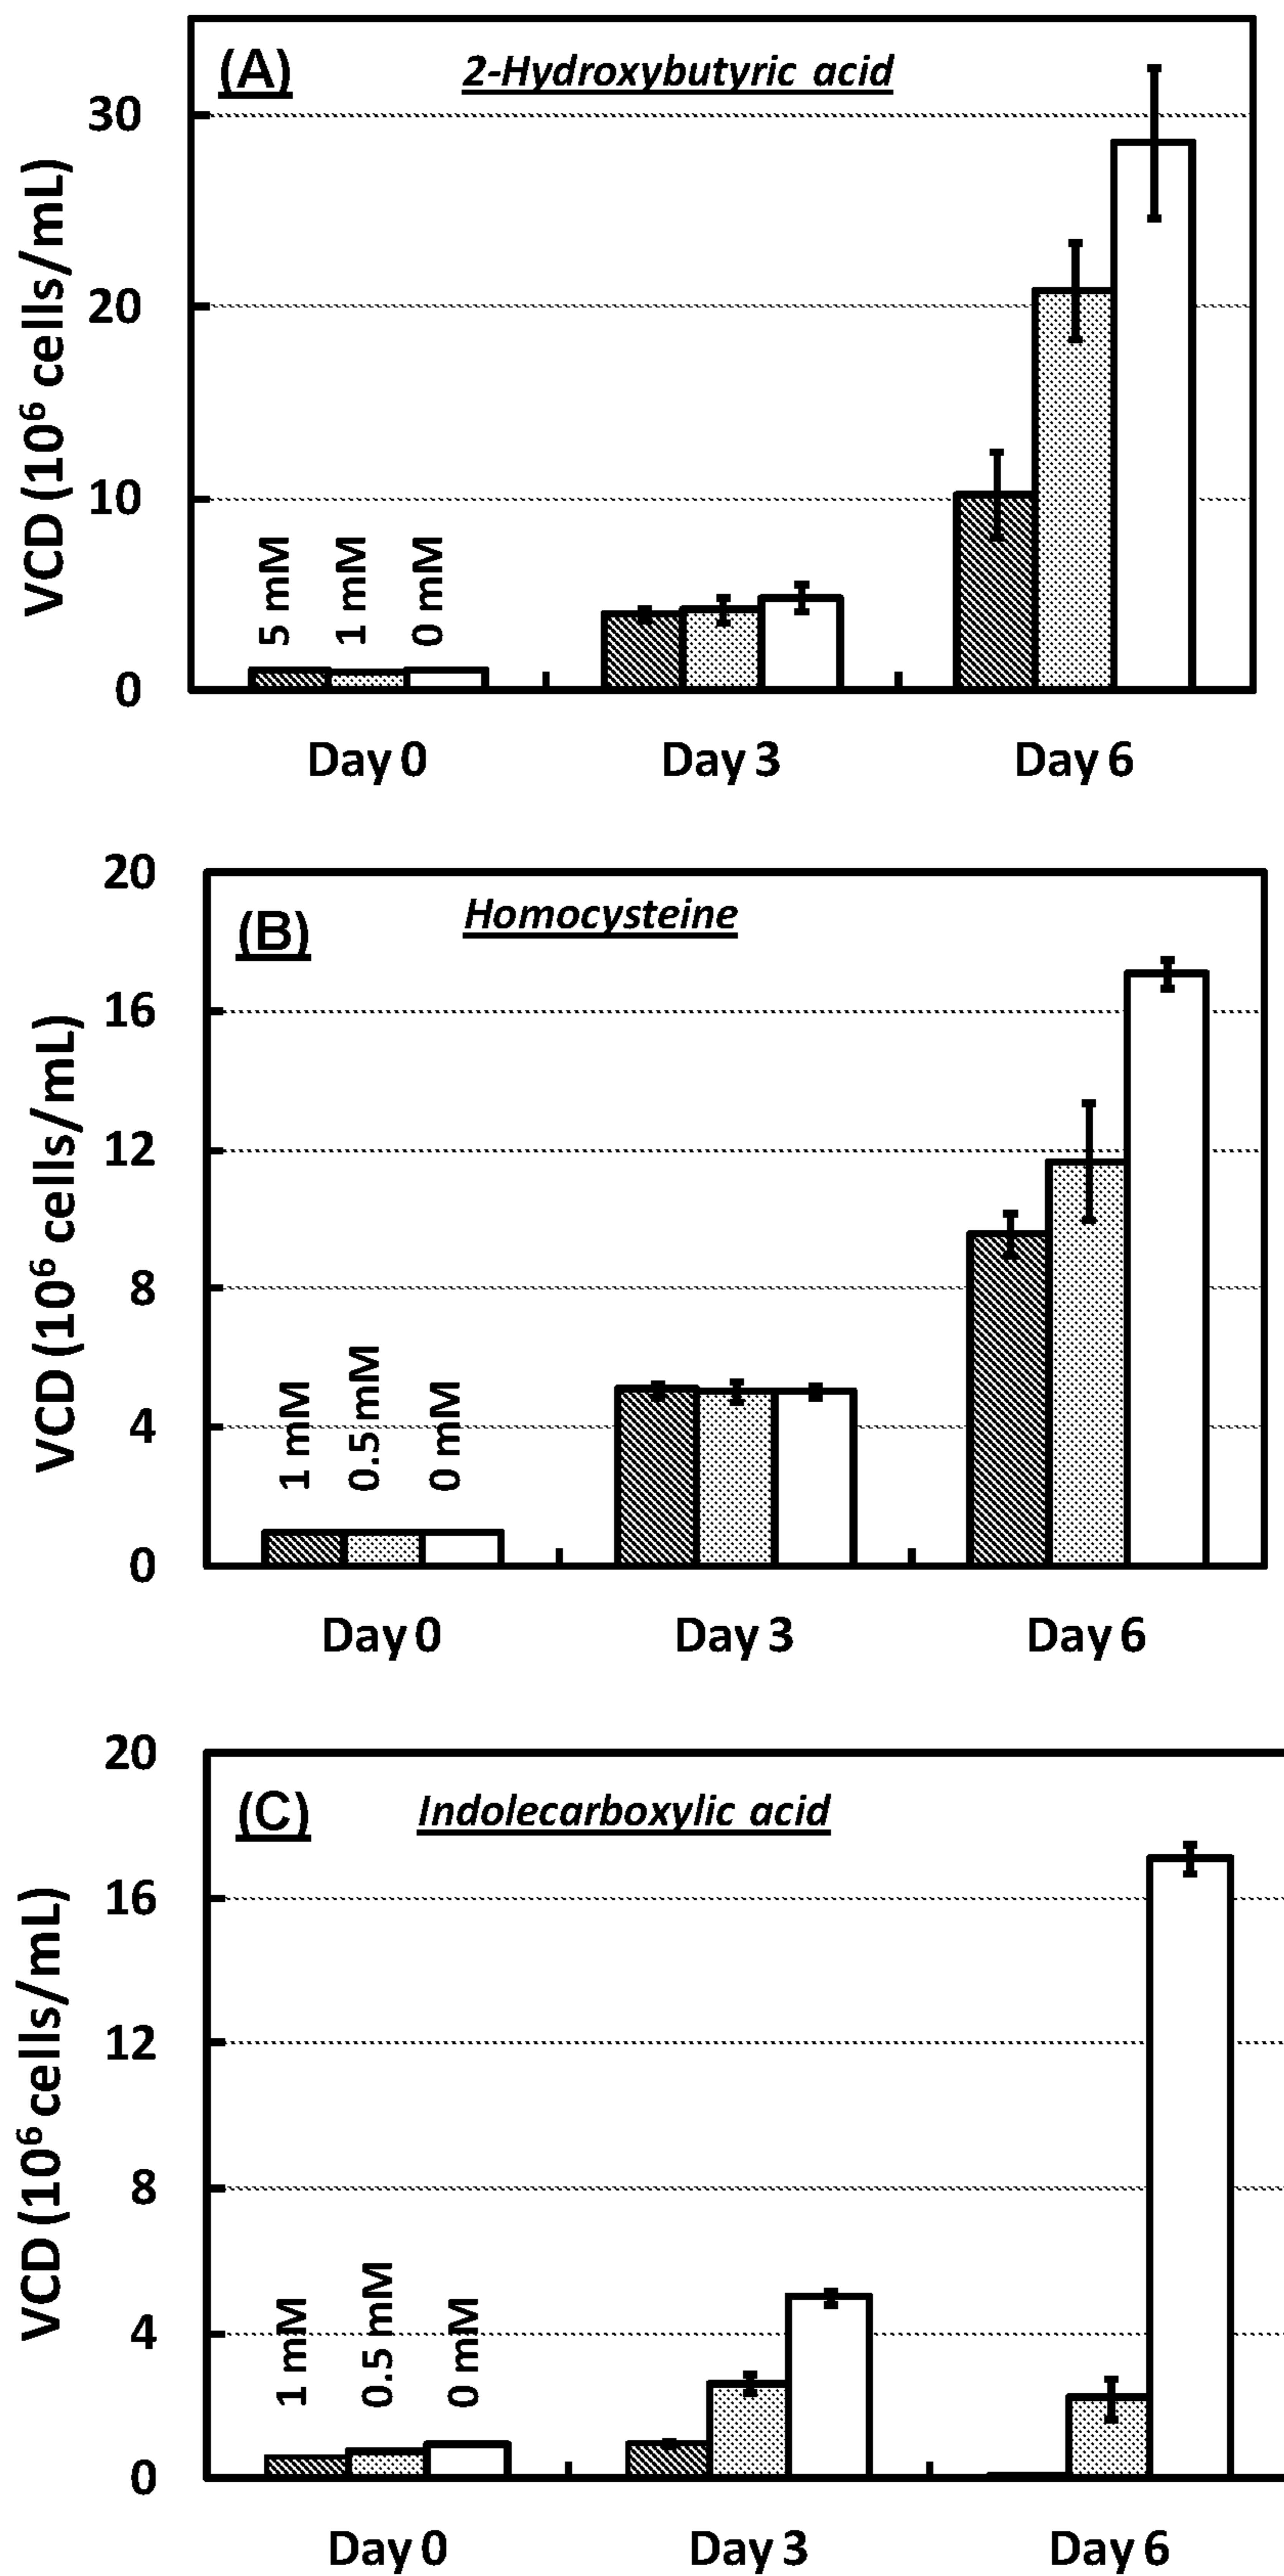 (A) 2-Hydroxybutyric acid
VCD (10⁶ cells/mL)
30
20
10
0
5 mM
1 mM
0 mM
Day 0 Day 3 Day 6
(B) Homocysteine
VCD (10⁶ cells/mL)
20
16
12
8
4
0
1 mM
0.5 mM
0 mM
Day 0 Day 3 Day 6
(C) Indolecarboxylic acid
VCD (10⁶ cells/mL)
20
16
12
8
4
0
1 mM
0.5 mM
0 mM
Day 0 Day 3 Day 6